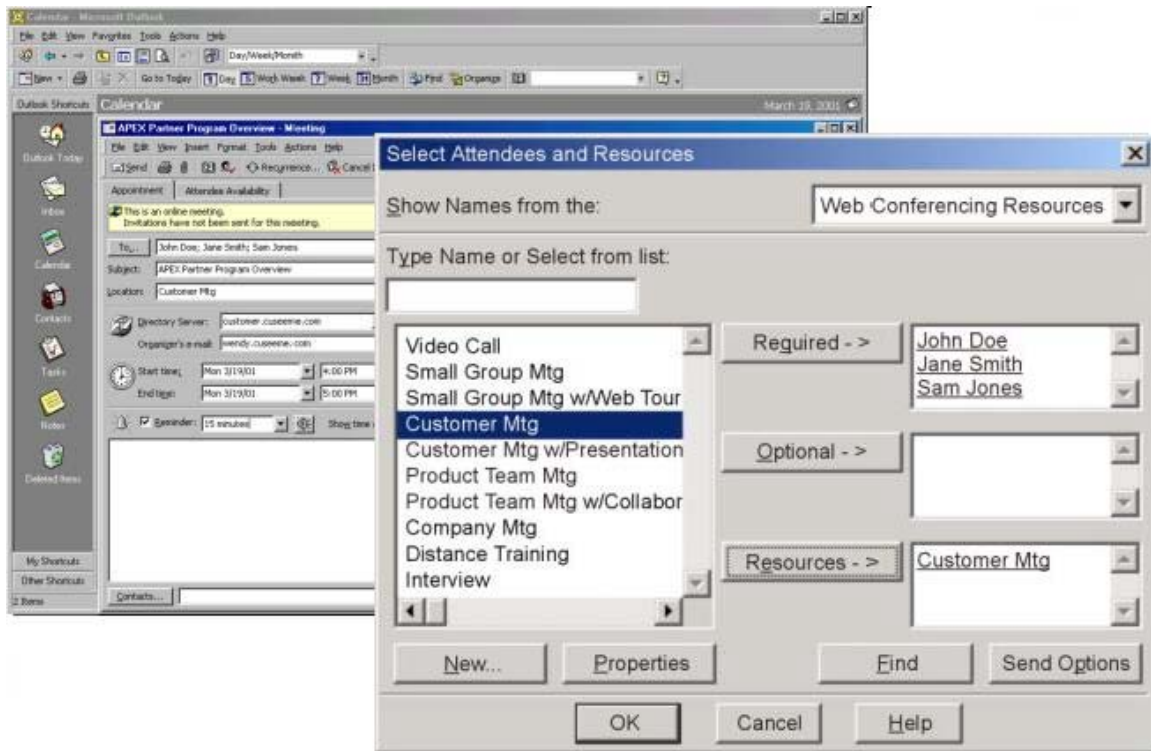 Calendar - Microsoft Outlook
File Edit View Favorites Tools Actions Help
Day/Week/Month
New Go to Today Day Work Week Week Month Find Organize
Outlook Shortcuts Calendar March 19, 2001
Outlook Today
Inbox
Calendar
Contacts
Tasks
Notes
Deleted Items
My Shortcuts
Other Shortcuts
2 Items
APEX Partner Program Overview - Meeting
File Edit View Insert Format Tools Actions Help
Send Recurrence... Cancel
Appointment Attendee Availability
This is an online meeting.
Invitations have not been sent for this meeting.
To... John Doe; Jane Smith; Sam Jones
Subject: APEX Partner Program Overview
Location: Customer Mtg
Directory Server: customer.cuseeme.com
Organizer's e-mail: wendy.cuseeme.com
Start time: Mon 3/19/01 4:00 PM
End time: Mon 3/19/01 5:00 PM
Reminder: 15 minutes Show time
Contacts...
Select Attendees and Resources
Show Names from the: Web Conferencing Resources
Type Name or Select from list:
Video Call
Small Group Mtg
Small Group Mtg w/Web Tour
Customer Mtg
Customer Mtg w/Presentation
Product Team Mtg
Product Team Mtg w/Collabor
Company Mtg
Distance Training
Interview
Required - >
John Doe
Jane Smith
Sam Jones
Optional - >
Resources - >
Customer Mtg
New... Properties Find Send Options
OK Cancel Help